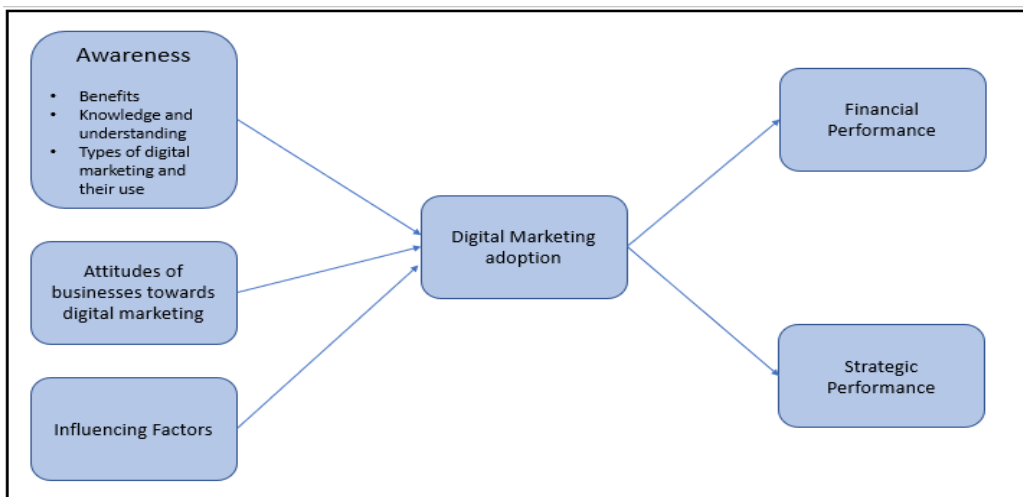 Awareness
• Benefits
• Knowledge and
understanding
• Types of digital
marketing and
their use
Attitudes of
businesses towards
digital marketing
Influencing Factors
Digital Marketing
adoption
Financial
Performance
Strategic
Performance